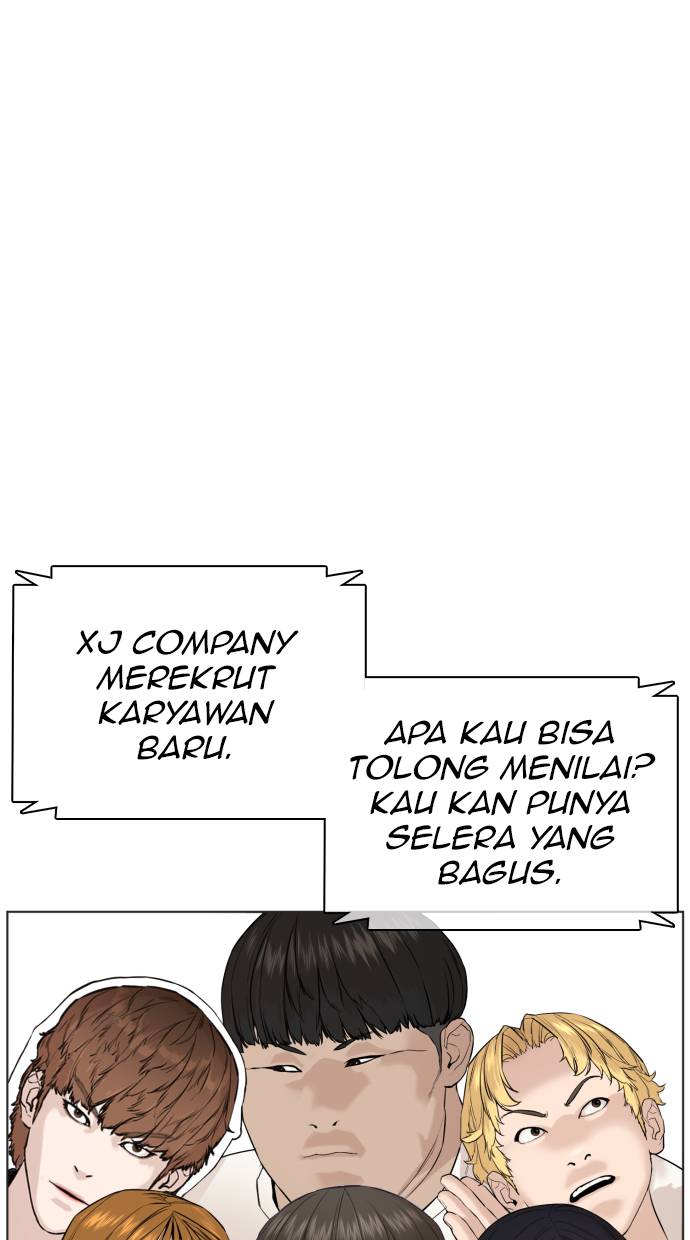 XJ COMPANY
MEREKRUT
KARYAWAN
BARU.
APA KAU BISA
TOLONG MENILAI?
KAU KAN PUNYA
SELERA YANG
BAGUS.